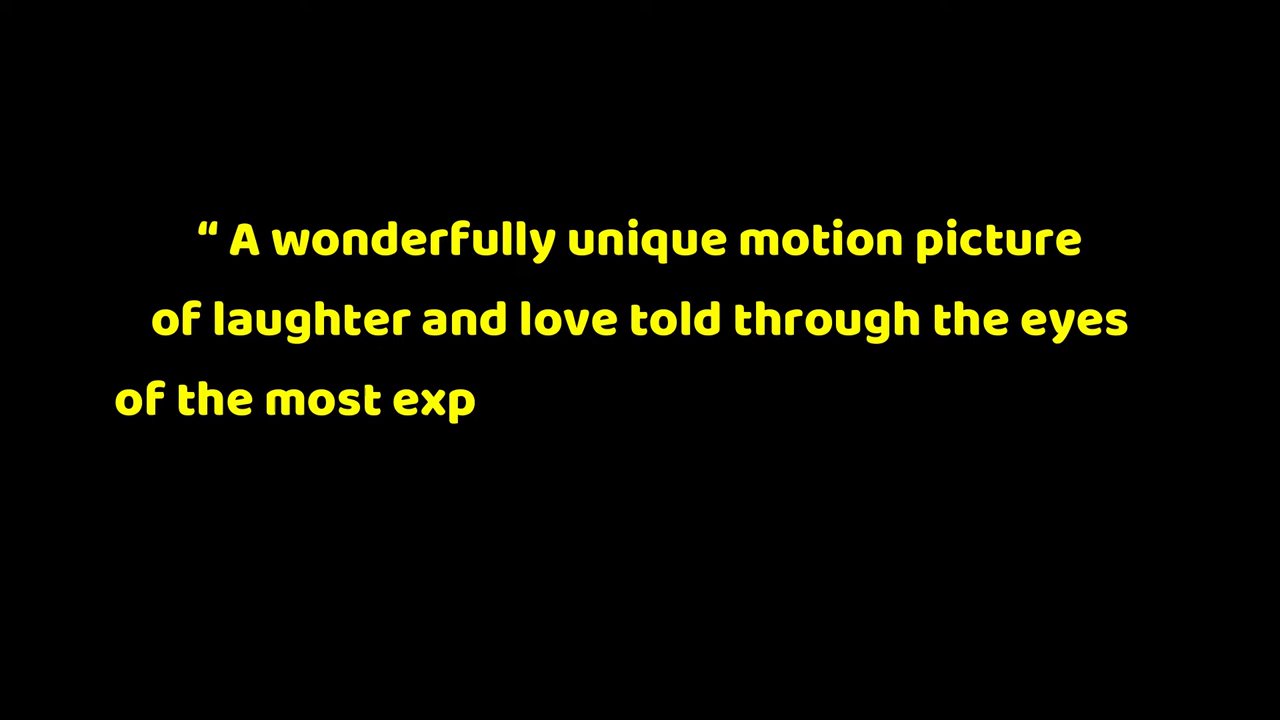 “ A wonderfully unique motion picture
of laughter and love told through the eyes
of the most exp